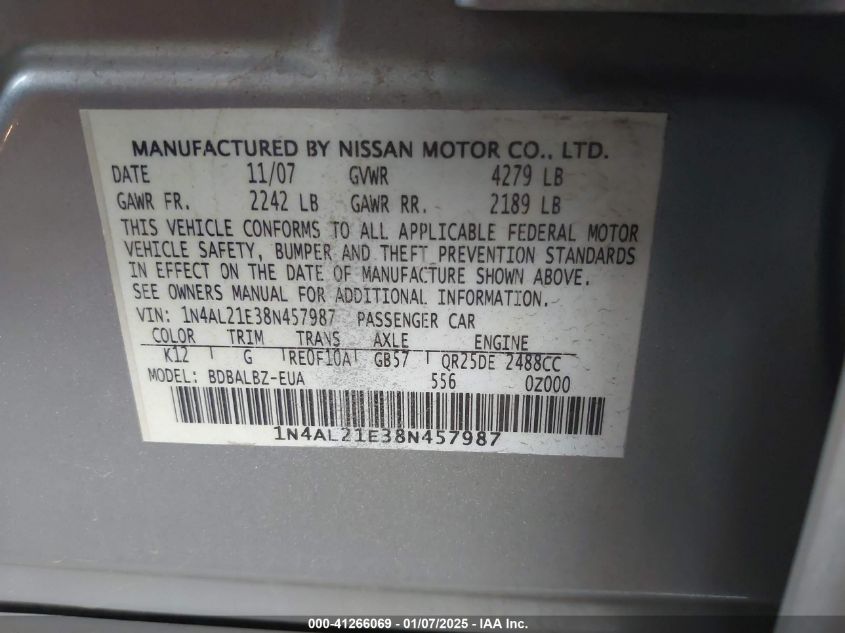 MANUFACTURED BY NISSAN MOTOR CO., LTD.
DATE 11/07 GVWR 4279 LB
GAWR FR. 2242 LB GAWR RR. 2189 LB
THIS VEHICLE CONFORMS TO ALL APPLICABLE FEDERAL MOTOR
VEHICLE SAFETY, BUMPER AND THEFT PREVENTION STANDARDS
IN EFFECT ON THE DATE OF MANUFACTURE SHOWN ABOVE.
SEE OWNERS MANUAL FOR ADDITIONAL INFORMATION.
VIN: 1N4AL21E38N457987 PASSENGER CAR
COLOR TRIM TRANS AXLE ENGINE
K12 G RE0F10A GB57 QR25DE 2488CC
MODEL: BDBALBZ-EUA 556 0Z000
1N4AL21E38N457987
000-41266069 - 01/07/2025 - IAA Inc.